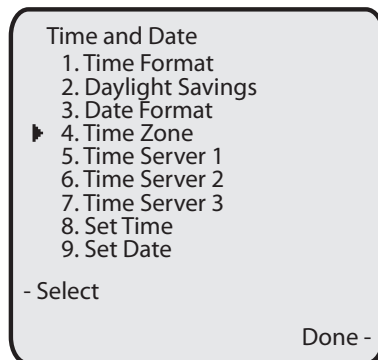 Time and Date
1. Time Format
2. Daylight Savings
3. Date Format
4. Time Zone
5. Time Server 1
6. Time Server 2
7. Time Server 3
8. Set Time
9. Set Date
- Select
Done -